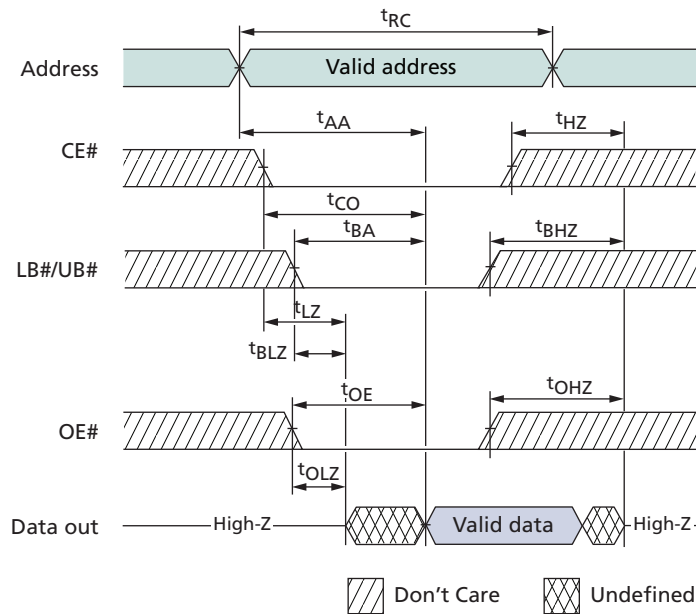 tRC
Address
Valid address
tAA
tHZ
CE#
tCO
tBA
tBHZ
LB#/UB#
tLZ
tBLZ
tOE
tOHZ
OE#
tOLZ
Data out
High-Z
Valid data
High-Z
Don't Care
Undefined